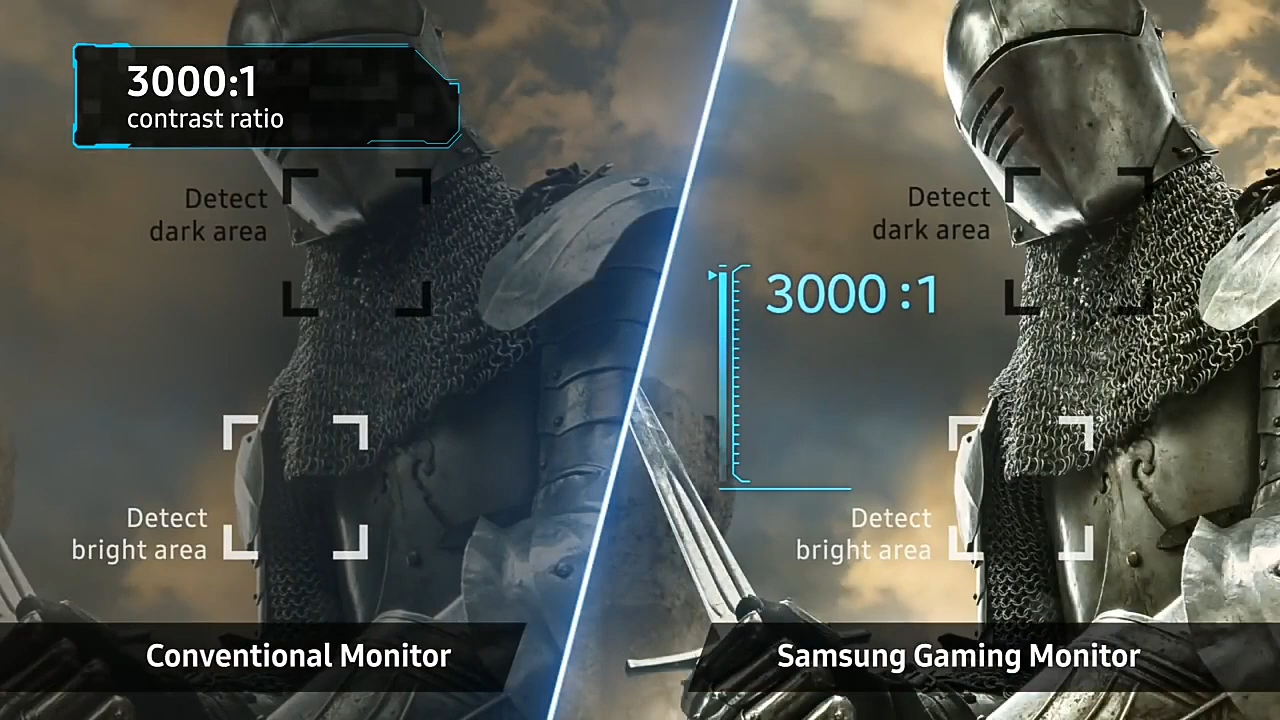 3000:1
contrast ratio
Detect
dark area
Detect
bright area
Conventional Monitor
Detect
dark area
3000 :1
Detect
bright area
Samsung Gaming Monitor